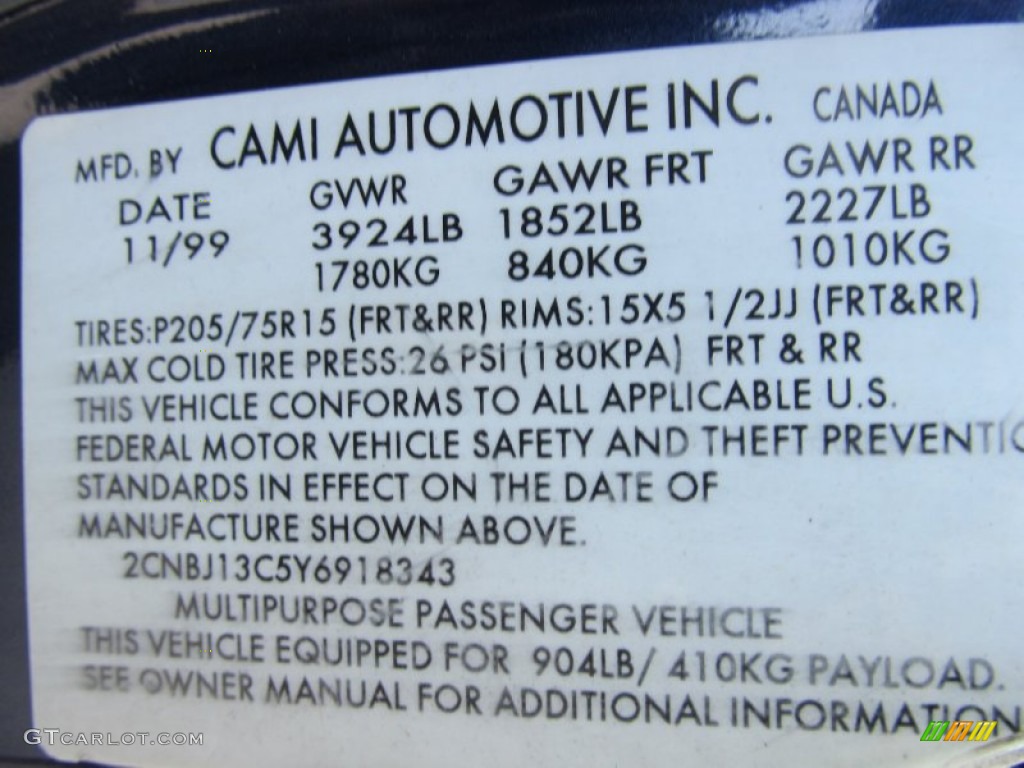 MFD. BY CAMI AUTOMOTIVE INC. CANADA
DATE GVWR GAWR FRT GAWR RR
11/99 3924LB 1852LB 2227LB
1780KG 840KG 1010KG
TIRES:P205/75R15 (FRT&RR) RIMS:15X5 1/2JJ (FRT&RR)
MAX COLD TIRE PRESS:26 PSI (180KPA) FRT & RR
THIS VEHICLE CONFORMS TO ALL APPLICABLE U.S.
FEDERAL MOTOR VEHICLE SAFETY AND THEFT PREVENTIO
STANDARDS IN EFFECT ON THE DATE OF
MANUFACTURE SHOWN ABOVE.
2CNBJ13C5Y6918343
MULTIPURPOSE PASSENGER VEHICLE
THIS VEHICLE EQUIPPED FOR 904LB/ 410KG PAYLOAD.
SEE OWNER MANUAL FOR ADDITIONAL INFORMATION
GTCARLOT.COM